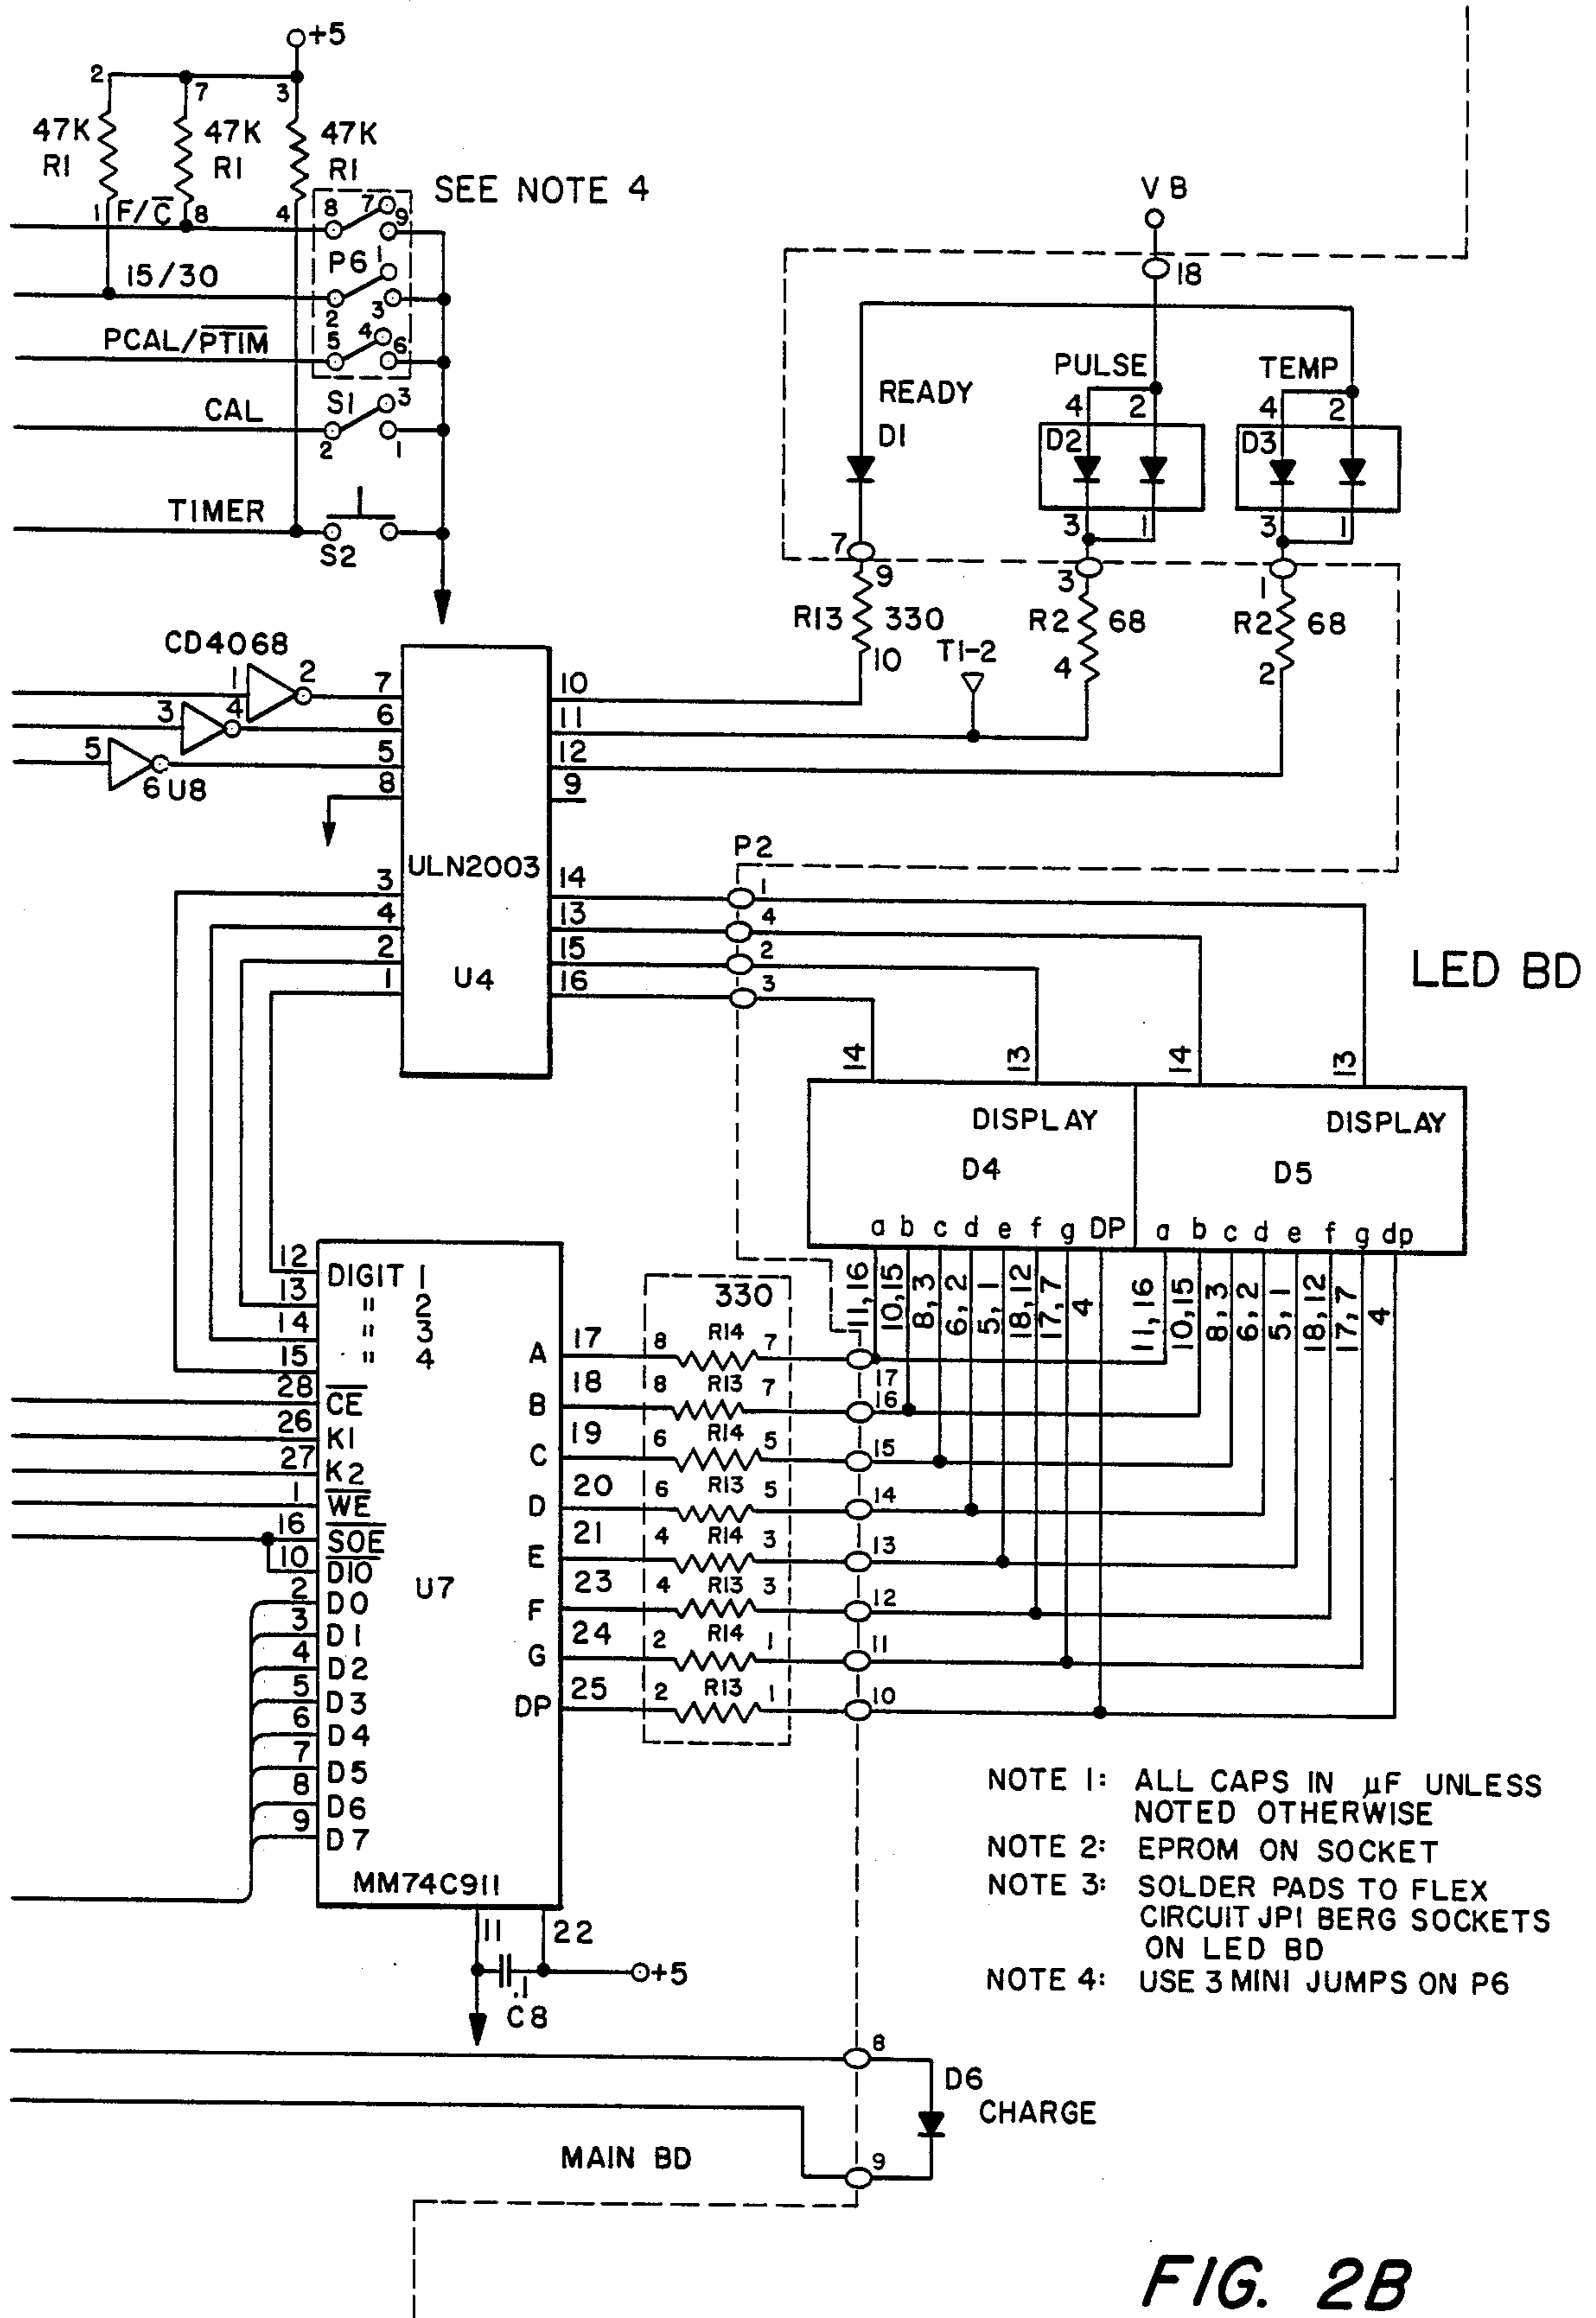 +5
2 7 3
47K 47K 47K
R1 R1 R1
SEE NOTE 4
1 F/C̅ 8 4 8 7 9
15/30 P6 1
2 3
PCAL/P̅T̅I̅M̅ 5 4 6
CAL S1 3
2 1
TIMER
S2
VB
18
READY PULSE TEMP
D1 4 2 4 2
D2 D3
3 1 3 1
7 3 1
9
R13 330 R2 68 R2 68
10 T1-2 4 2
CD4068
1 2 7 10
3 4 6 11
5 5 12
6 U8 8 9
ULN2003
P2
3 14 1
4 13 4
2 15 2
1 U4 16 3
LED BD
14 13 14 13
DISPLAY DISPLAY
D4 D5
a b c d e f g DP a b c d e f g dp
11,16 10,15 8,3 6,2 5,1 18,12 17,7 4 11,16 10,15 8,3 6,2 5,1 18,12 17,7 4
12 DIGIT 1
13 " 2
14 " 3
15 " 4
28 C̅E̅
26 K1
27 K2
1 W̅E̅
16 S̅O̅E̅
10 D̅I̅O̅
2 D0
3 D1
4 D2
5 D3
6 D4
7 D5
8 D6
9 D7
U7
MM74C911
330
A 17 8 R14 7 17
B 18 8 R13 7 16
C 19 6 R14 5 15
D 20 6 R13 5 14
E 21 4 R14 3 13
F 23 4 R13 3 12
G 24 2 R14 1 11
DP 25 2 R13 1 10
11 22
+5
.1
C8
NOTE 1: ALL CAPS IN µF UNLESS
NOTED OTHERWISE
NOTE 2: EPROM ON SOCKET
NOTE 3: SOLDER PADS TO FLEX
CIRCUIT JP1 BERG SOCKETS
ON LED BD
NOTE 4: USE 3 MINI JUMPS ON P6
8
D6
CHARGE
9
MAIN BD
FIG. 2B